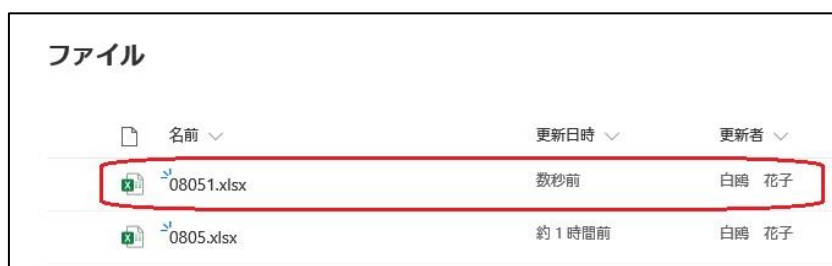 ファイル
名前 更新日時 更新者
08051.xlsx 数秒前 白鴎 花子
0805.xlsx 約1時間前 白鴎 花子